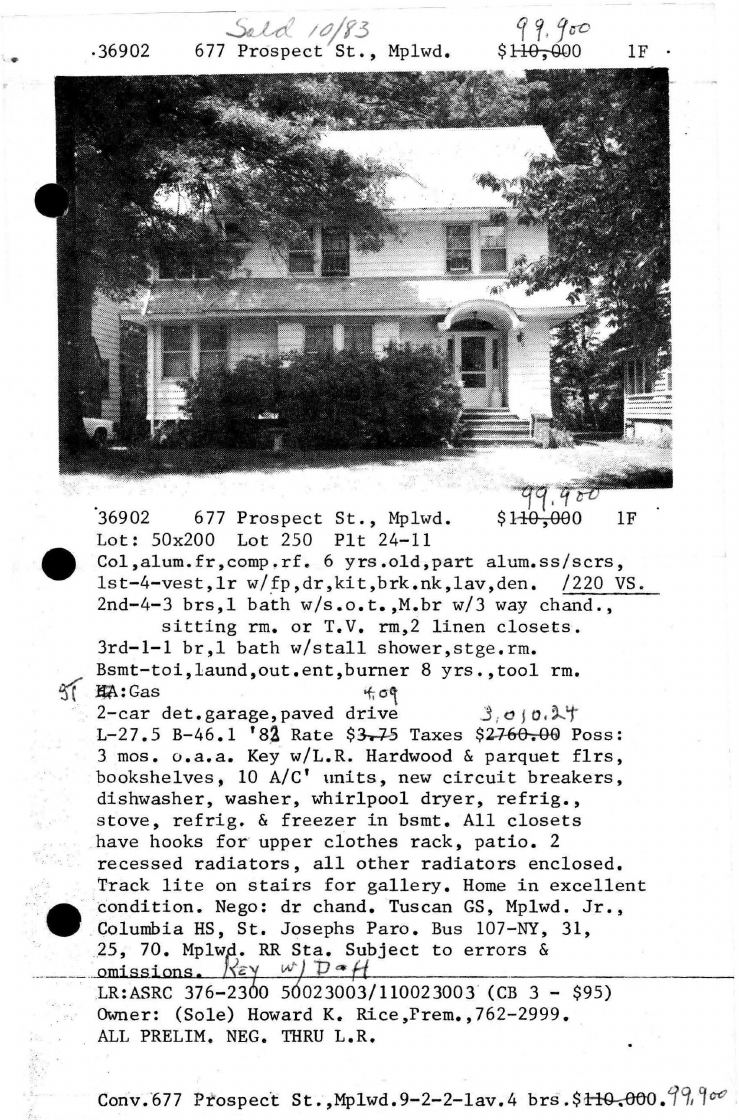 Sold 10/83
99,900
.36902 677 Prospect St., Mplwd. $110,000 1F .
99,900
36902 677 Prospect St., Mplwd. $110,000 1F
Lot: 50x200 Lot 250 Plt 24-11
Col,alum.fr,comp.rf. 6 yrs.old,part alum.ss/scrs,
1st-4-vest,lr w/fp,dr,kit,brk.nk,lav,den. /220 VS.
2nd-4-3 brs,1 bath w/s.o.t.,M.br w/3 way chand.,
sitting rm. or T.V. rm,2 linen closets.
3rd-1-1 br,1 bath w/stall shower,stge.rm.
Bsmt-toi,laund,out.ent,burner 8 yrs.,tool rm.
ST HA:Gas 4.09
2-car det.garage,paved drive 3,010.24
L-27.5 B-46.1 '83 Rate $3.75 Taxes $2760.00 Poss:
3 mos. o.a.a. Key w/L.R. Hardwood & parquet flrs,
bookshelves, 10 A/C' units, new circuit breakers,
dishwasher, washer, whirlpool dryer, refrig.,
stove, refrig. & freezer in bsmt. All closets
have hooks for upper clothes rack, patio. 2
recessed radiators, all other radiators enclosed.
Track lite on stairs for gallery. Home in excellent
condition. Nego: dr chand. Tuscan GS, Mplwd. Jr.,
Columbia HS, St. Josephs Paro. Bus 107-NY, 31,
25, 70. Mplwd. RR Sta. Subject to errors &
omissions. Key w/
LR:ASRC 376-2300 50023003/110023003 (CB 3 - $95)
Owner: (Sole) Howard K. Rice,Prem.,762-2999.
ALL PRELIM. NEG. THRU L.R.
Conv.677 Prospect St.,Mplwd.9-2-2-1av.4 brs.$110,000. 99,900